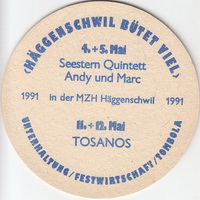 ‹HÄGGENSCHWIL BÜTET VIEL›
4.+5. Mai
Seestern Quintett
Andy und Marc
1991 in der MZH Häggenschwil 1991
11.+12. Mai
TOSANOS
UNTERHALTUNG/FESTWIRTSCHAFT/TOMBOLA